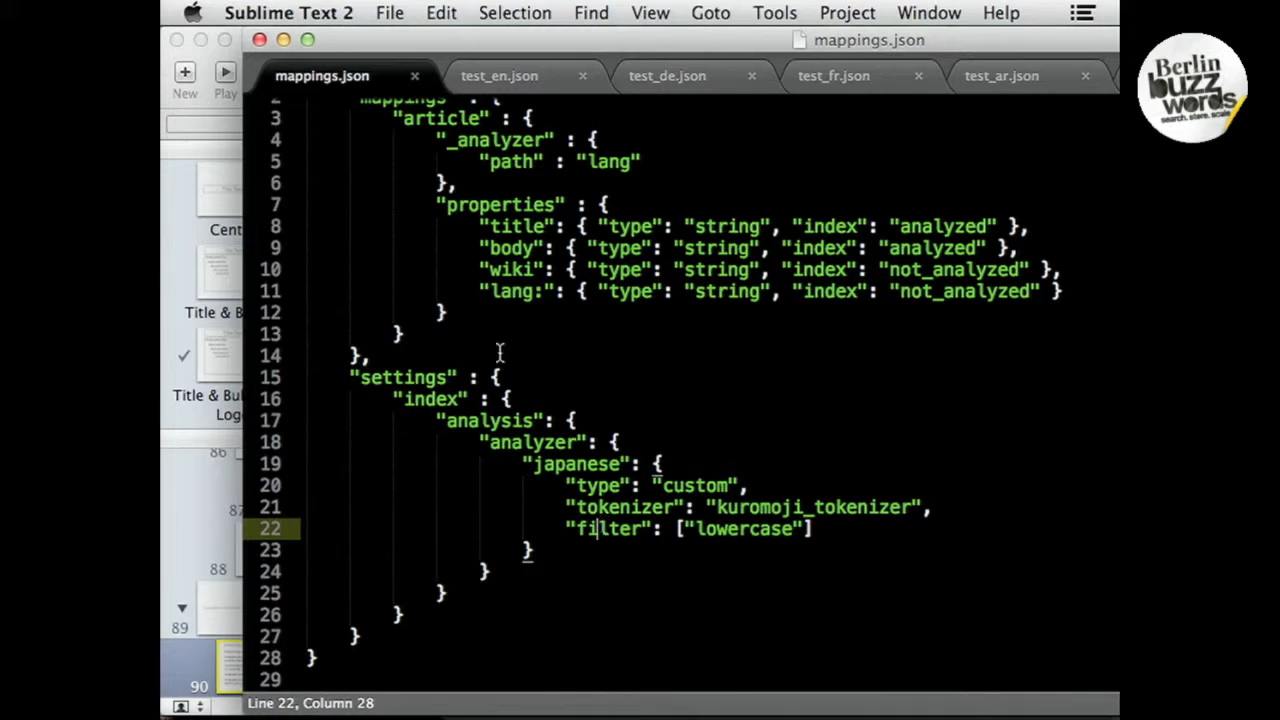 Sublime Text 2 File Edit Selection Find View Goto Tools Project Window Help
mappings.json
mappings.json × test_en.json × test_de.json × test_fr.json × test_ar.json ×
New Play
2 "mappings" : {
3 "article" : {
4 "_analyzer" : {
5 "path" : "lang"
6 },
7 "properties" : {
8 "title": { "type": "string", "index": "analyzed" },
9 "body": { "type": "string", "index": "analyzed" },
10 "wiki": { "type": "string", "index": "not_analyzed" },
11 "lang:": { "type": "string", "index": "not_analyzed" }
12 }
13 }
14 },
15 "settings" : {
16 "index" : {
17 "analysis": {
18 "analyzer": {
19 "japanese": {
20 "type": "custom",
21 "tokenizer": "kuromoji_tokenizer",
22 "filter": ["lowercase"]
23 }
24 }
25 }
26 }
27 }
28 }
29
Line 22, Column 28
Cent
Title & B
Title & Bul
Logo
86
88
89
90
Berlin
buzz
words
search. store. scale